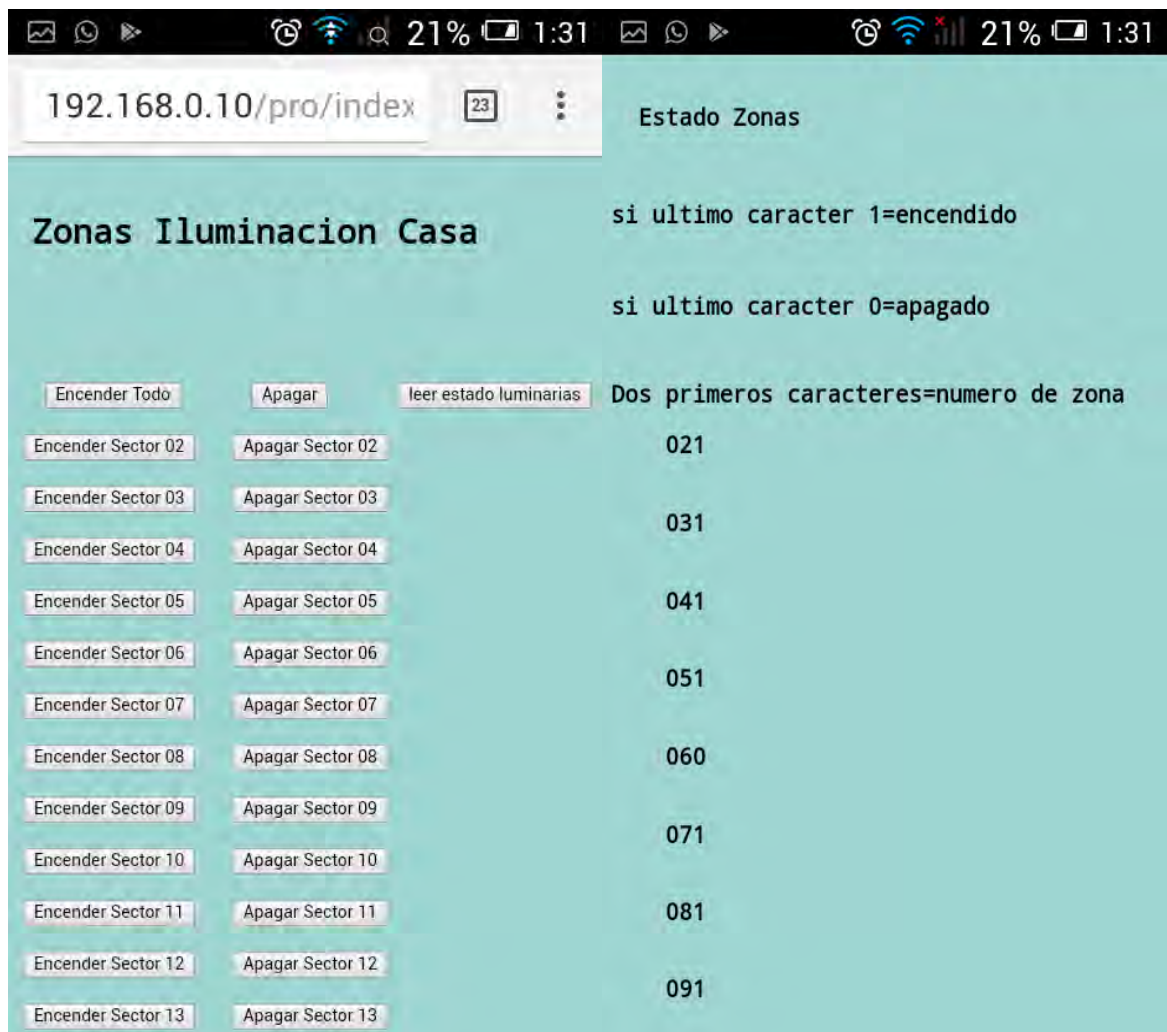 21% 1:31
192.168.0.10/pro/index
23
Zonas Iluminacion Casa
Encender Todo Apagar leer estado luminarias
Encender Sector 02 Apagar Sector 02
Encender Sector 03 Apagar Sector 03
Encender Sector 04 Apagar Sector 04
Encender Sector 05 Apagar Sector 05
Encender Sector 06 Apagar Sector 06
Encender Sector 07 Apagar Sector 07
Encender Sector 08 Apagar Sector 08
Encender Sector 09 Apagar Sector 09
Encender Sector 10 Apagar Sector 10
Encender Sector 11 Apagar Sector 11
Encender Sector 12 Apagar Sector 12
Encender Sector 13 Apagar Sector 13
21% 1:31
Estado Zonas
si ultimo caracter 1=encendido
si ultimo caracter 0=apagado
Dos primeros caracteres=numero de zona
021
031
041
051
060
071
081
091